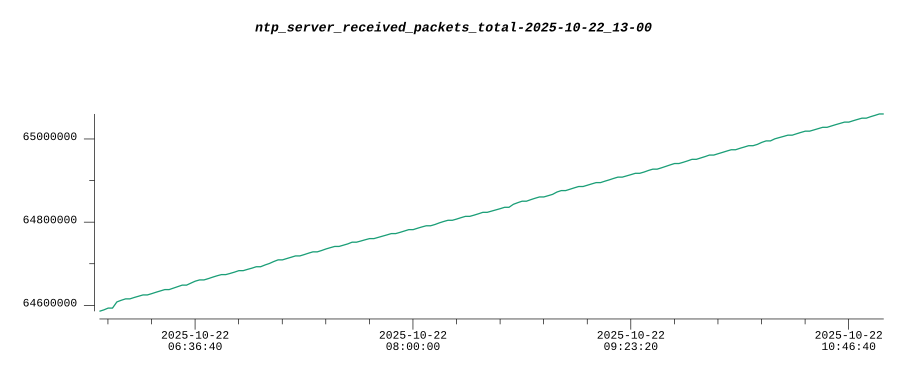 ntp_server_received_packets_total-2025-10-22_13-00
65000000
64800000
64600000
2025-10-22 2025-10-22 2025-10-22 2025-10-22
06:36:40 08:00:00 09:23:20 10:46:40